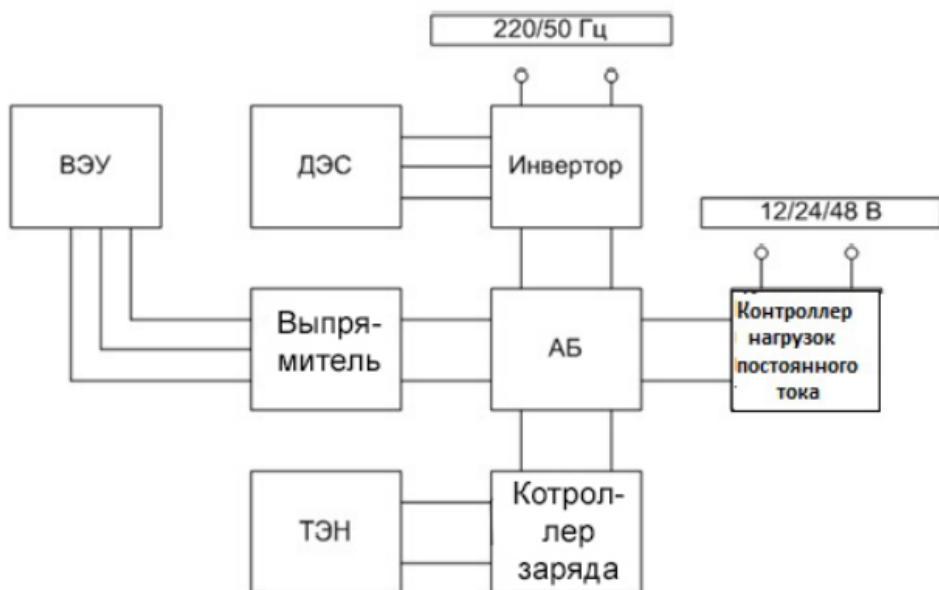 220/50 Гц
ВЭУ
ДЭС
Инвертор
12/24/48 В
Выпря-
митель
АБ
Контроллер
нагрузок
постоянного
тока
ТЭН
Котрол-
лер
заряда